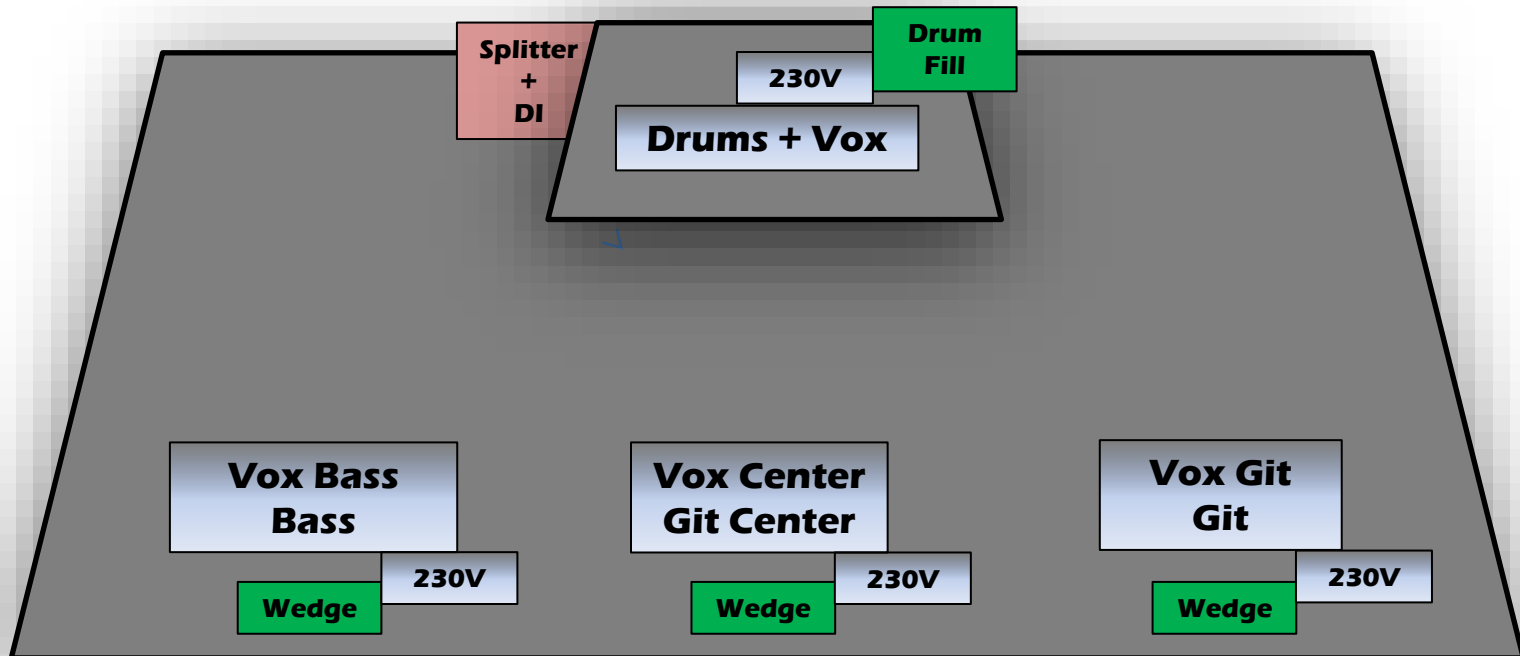 Splitter
+
DI
Drum
Fill
230V
Drums + Vox
Vox Bass
Bass
230V
Wedge
Vox Center
Git Center
230V
Wedge
Vox Git
Git
230V
Wedge